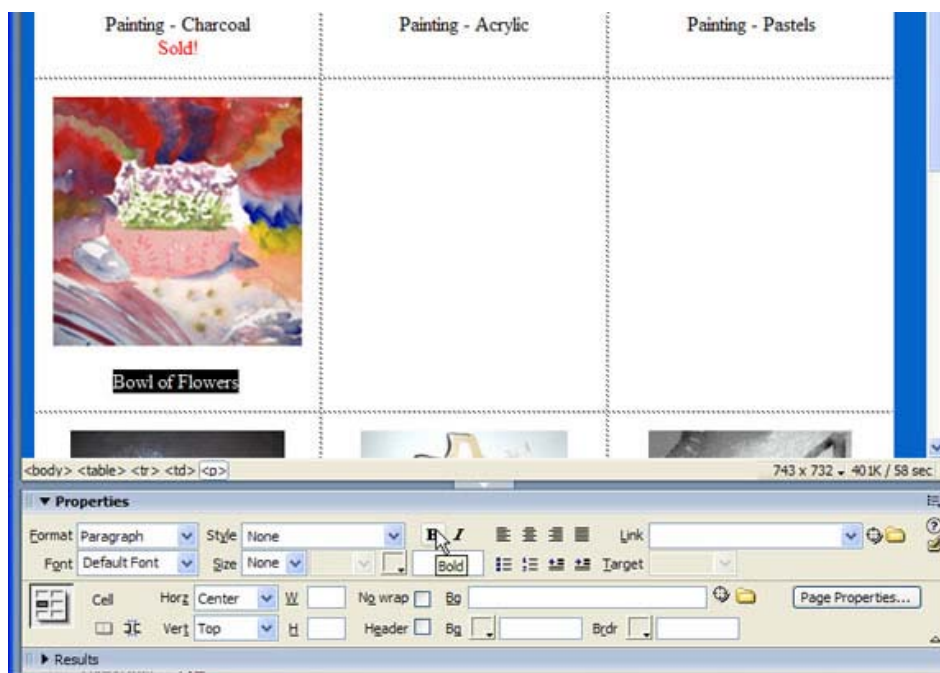 Painting - Charcoal
Sold!
Painting - Acrylic
Painting - Pastels
Bowl of Flowers
<body> <table> <tr> <td> <p>
743 x 732 401K / 58 sec
Properties
Format Paragraph Style None B I Link
Font Default Font Size None Bold Target
Cell Horz Center W No wrap Bg Page Properties...
Vert Top H Header Bg Brdr
Results